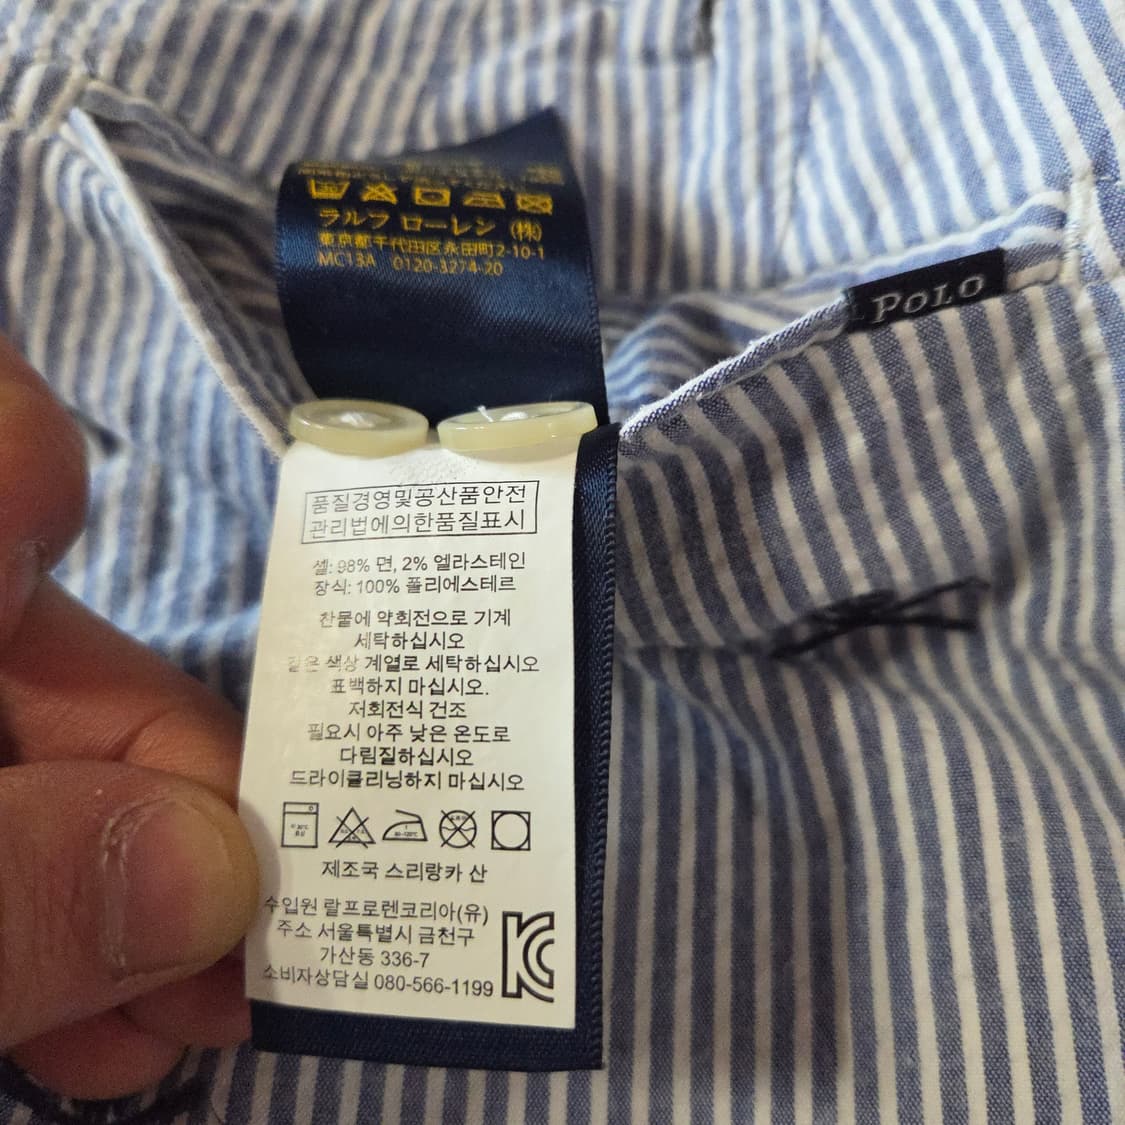 ラルフ ローレン (株)
東京都千代田区永田町2-10-1
MC13A 0120-3274-20
POLO
품질경영및공산품안전
관리법에의한품질표시
셸: 98% 면, 2% 엘라스테인
장식: 100% 폴리에스테르
찬물에 약회전으로 기계
세탁하십시오
같은 색상 계열로 세탁하십시오
표백하지 마십시오.
저회전식 건조
필요시 아주 낮은 온도로
다림질하십시오
드라이클리닝하지 마십시오
제조국 스리랑카 산
수입원 랄프로렌코리아(유)
주소 서울특별시 금천구
가산동 336-7
소비자상담실 080-566-1199